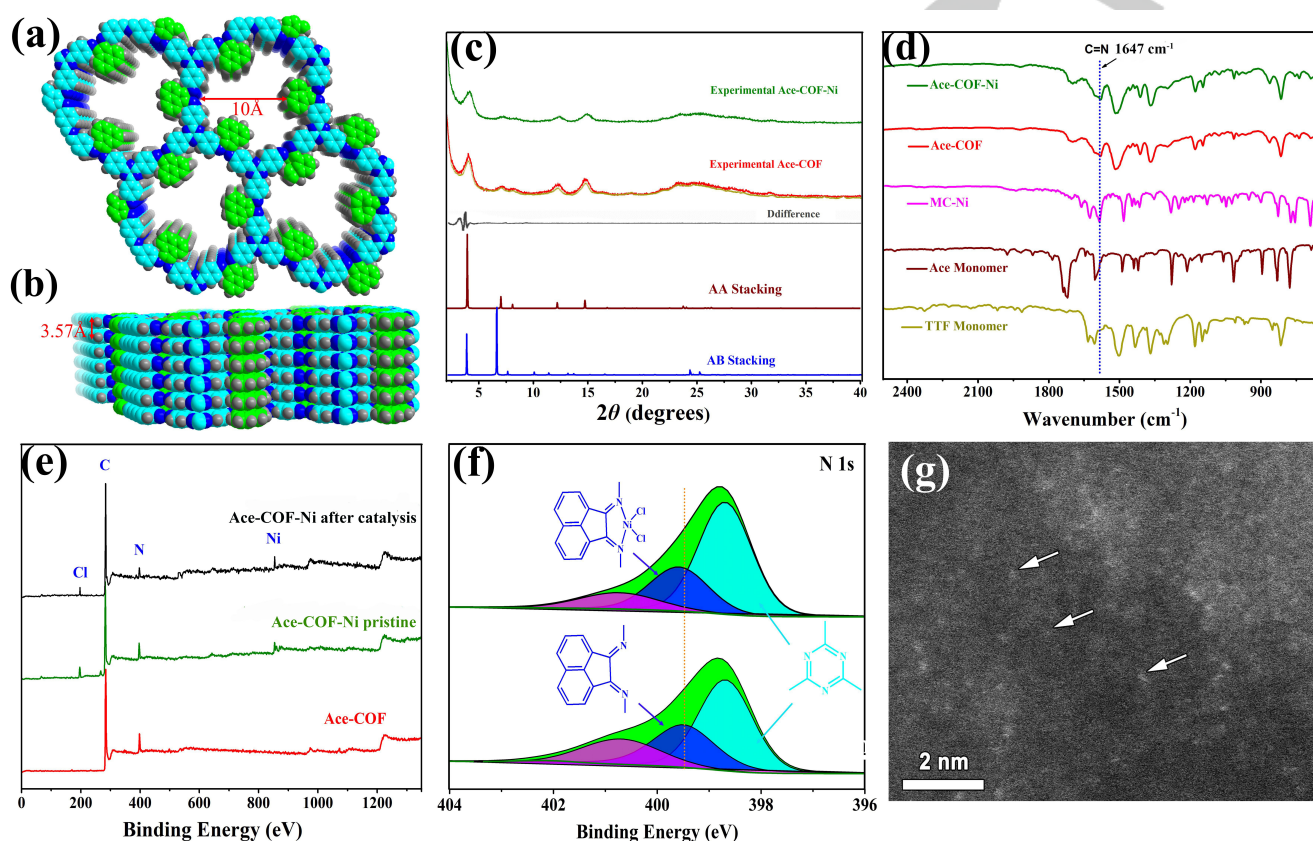 (a)
10Å
(b)
3.57Å
(c)
Experimental Ace-COF-Ni
Experimental Ace-COF
Ddifference
AA Stacking
AB Stacking
5 10 15 20 25 30 35 40
2θ (degrees)
(d)
C=N 1647 cm⁻¹
Ace-COF-Ni
Ace-COF
MC-Ni
Ace Monomer
TTF Monomer
2400 2100 1800 1500 1200 900
Wavenumber (cm⁻¹)
(e)
C
Ace-COF-Ni after catalysis
N
Ni
Cl
Ace-COF-Ni pristine
Ace-COF
0 200 400 600 800 1000 1200
Binding Energy (eV)
(f)
N 1s
N
Cl
Ni
Cl
N
N
N
N
N N
404 402 400 398 396
Binding Energy (eV)
(g)
2 nm